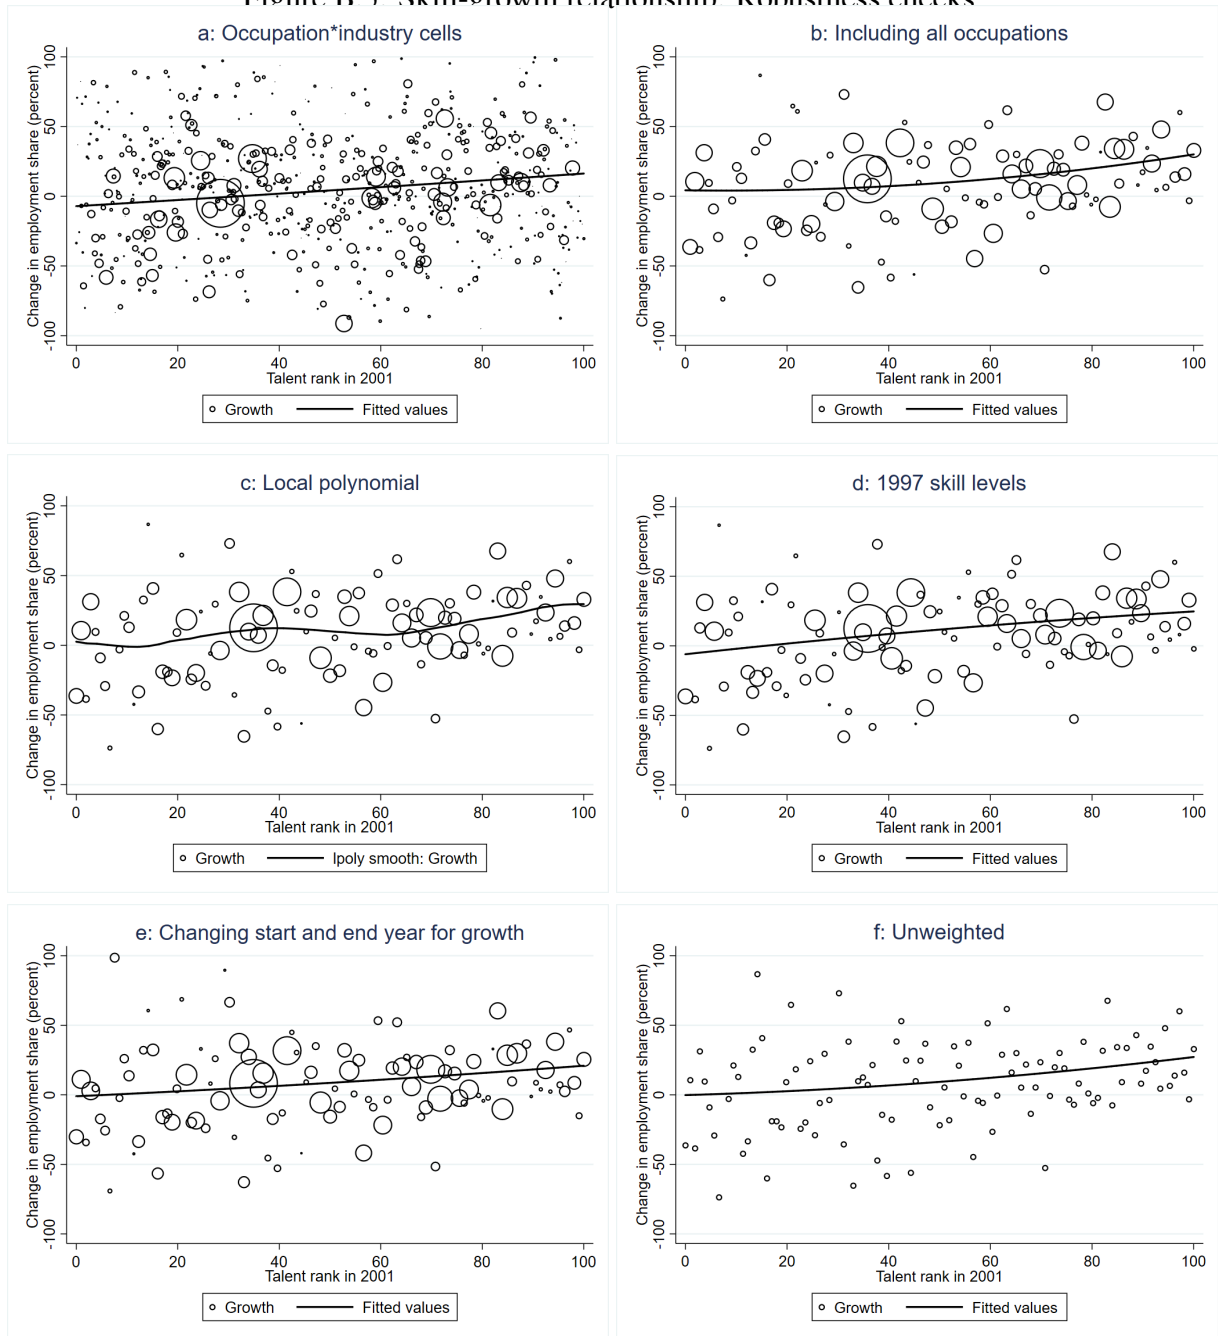 Skill-growth relationship: Robustness checks
a: Occupation*industry cells
Change in employment share (percent)
100
50
0
-50
-100
0 20 40 60 80 100
Talent rank in 2001
Growth Fitted values
b: Including all occupations
Change in employment share (percent)
100
50
0
-50
-100
0 20 40 60 80 100
Talent rank in 2001
Growth Fitted values
c: Local polynomial
Change in employment share (percent)
100
50
0
-50
-100
0 20 40 60 80 100
Talent rank in 2001
Growth lpoly smooth: Growth
d: 1997 skill levels
Change in employment share (percent)
100
50
0
-50
-100
0 20 40 60 80 100
Talent rank in 2001
Growth Fitted values
e: Changing start and end year for growth
Change in employment share (percent)
100
50
0
-50
-100
0 20 40 60 80 100
Talent rank in 2001
Growth Fitted values
f: Unweighted
Change in employment share (percent)
100
50
0
-50
-100
0 20 40 60 80 100
Talent rank in 2001
Growth Fitted values